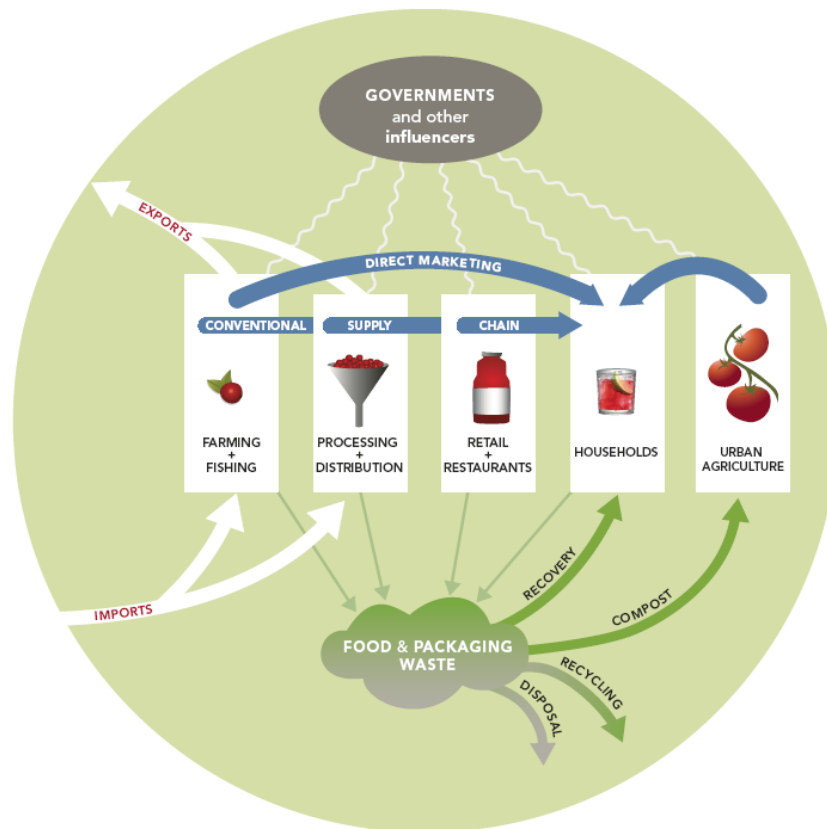 GOVERNMENTS
and other
influencers
EXPORTS
DIRECT MARKETING
CONVENTIONAL SUPPLY CHAIN
FARMING
+
FISHING
PROCESSING
+
DISTRIBUTION
RETAIL
+
RESTAURANTS
HOUSEHOLDS
URBAN
AGRICULTURE
IMPORTS
RECOVERY
COMPOST
FOOD & PACKAGING
WASTE
RECYCLING
DISPOSAL